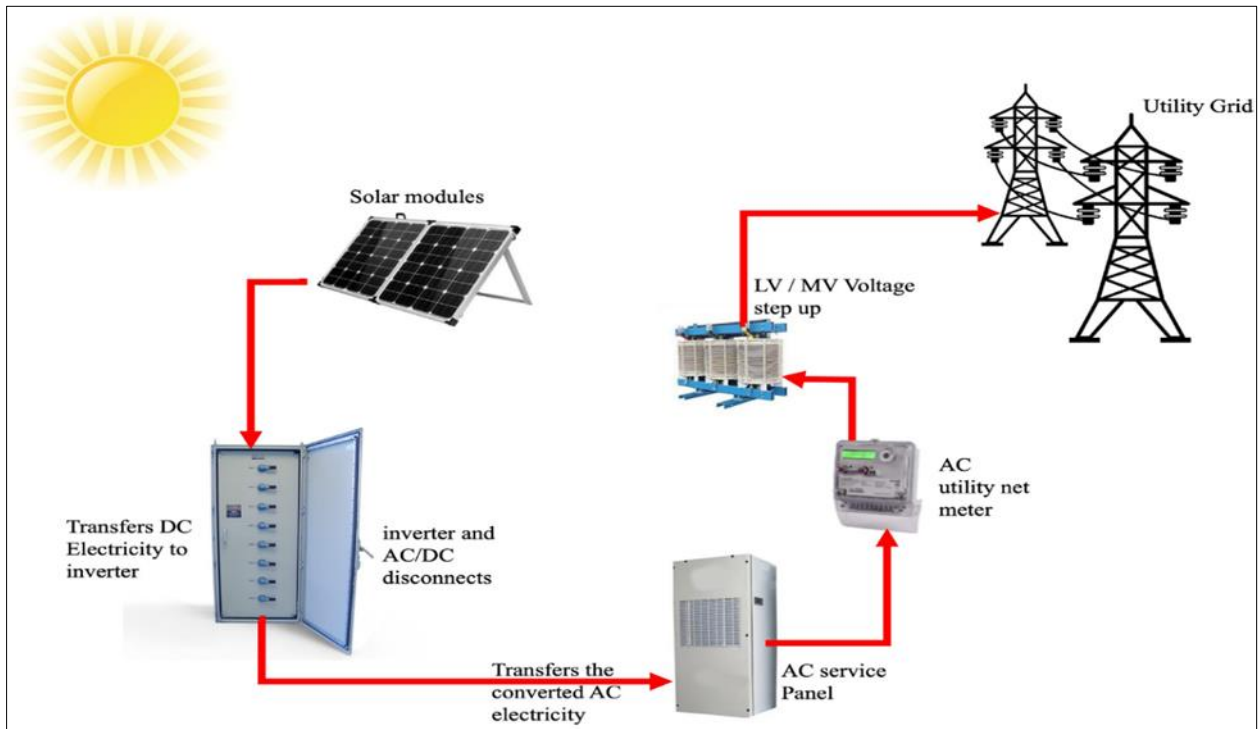 Utility Grid
Solar modules
LV / MV Voltage
step up
AC
utility net
meter
Transfers DC
Electricity to
inverter
inverter and
AC/DC
disconnects
Transfers the
converted AC
electricity
AC service
Panel